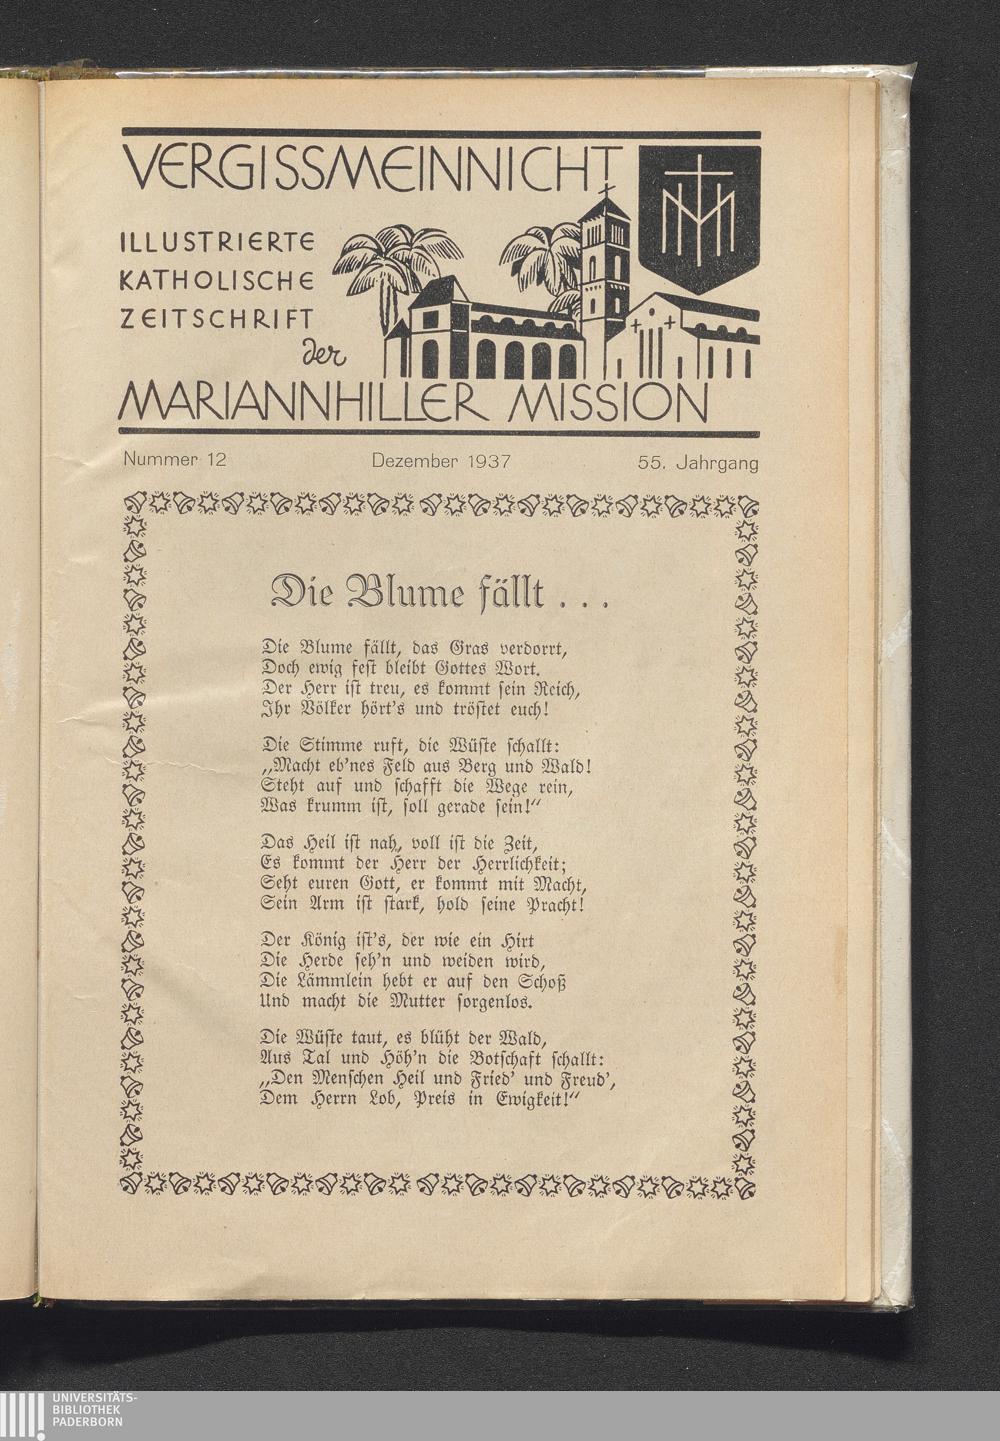 VERGISSMEINNICHT
ILLUSTRIERTE
KATHOLISCHE
ZEITSCHRIFT
der
MARIANNHILLER MISSION
Nummer 12 Dezember 1937 55. Jahrgang
Die Blume fällt . . .
Die Blume fällt, das Gras verdorrt,
Doch ewig fest bleibt Gottes Wort.
Der Herr ist treu, es kommt sein Reich,
Ihr Völker hört's und tröstet euch!
Die Stimme ruft, die Wüste schallt:
„Macht eb'nes Feld aus Berg und Wald!
Steht auf und schafft die Wege rein,
Was krumm ist, soll gerade sein!“
Das Heil ist nah, voll ist die Zeit,
Es kommt der Herr der Herrlichkeit;
Seht euren Gott, er kommt mit Macht,
Sein Arm ist stark, hold seine Pracht!
Der König ist's, der wie ein Hirt
Die Herde seh'n und weiden wird,
Die Lämmlein hebt er auf den Schoß
Und macht die Mutter sorgenlos.
Die Wüste taut, es blüht der Wald,
Aus Tal und Höh'n die Botschaft schallt:
„Den Menschen Heil und Fried' und Freud',
Dem Herrn Lob, Preis in Ewigkeit!“
UNIVERSITÄTS-
BIBLIOTHEK
PADERBORN